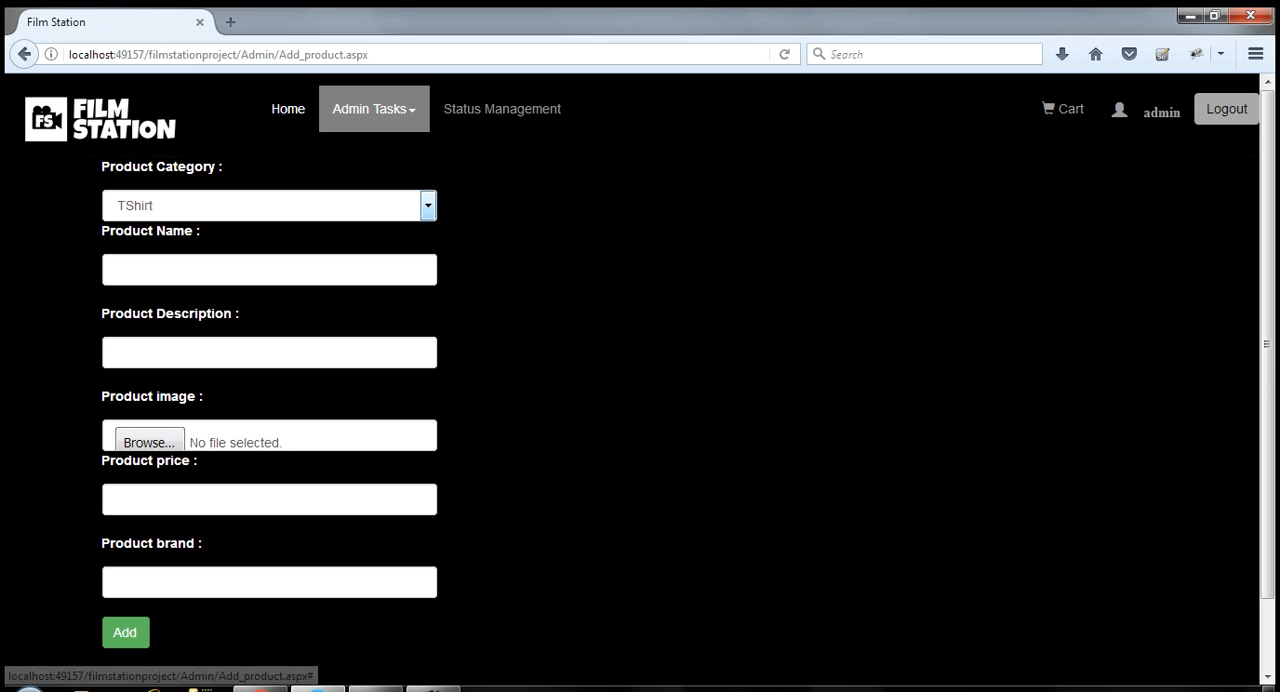 Film Station
localhost:49157/filmstationproject/Admin/Add_product.aspx
Search
FS FILM STATION
Home
Admin Tasks
Status Management
Cart
admin
Logout
Product Category :
TShirt
Product Name :
Product Description :
Product image :
Browse... No file selected.
Product price :
Product brand :
Add
localhost:49157/filmstationproject/Admin/Add_product.aspx#